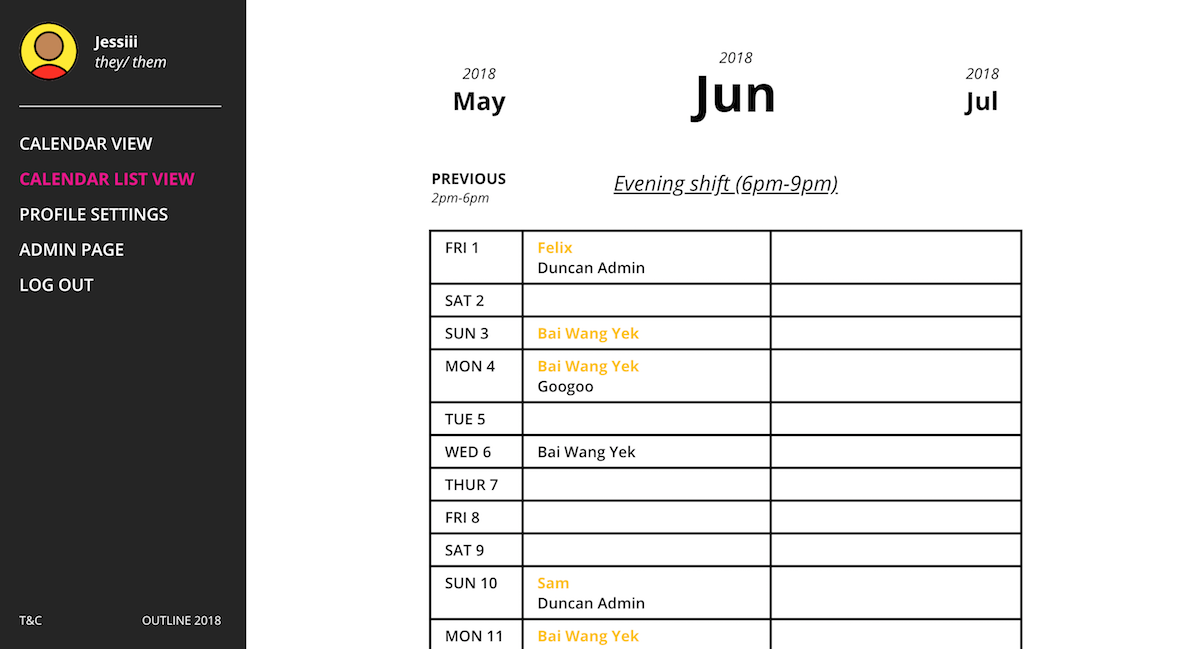 Jessiii
they/ them
CALENDAR VIEW
CALENDAR LIST VIEW
PROFILE SETTINGS
ADMIN PAGE
LOG OUT
T&C
OUTLINE 2018
2018
May
2018
Jun
2018
Jul
PREVIOUS
2pm-6pm
Evening shift (6pm-9pm)
FRI 1
Felix
Duncan Admin
SAT 2
SUN 3
Bai Wang Yek
MON 4
Bai Wang Yek
Googoo
TUE 5
WED 6
Bai Wang Yek
THUR 7
FRI 8
SAT 9
SUN 10
Sam
Duncan Admin
MON 11
Bai Wang Yek